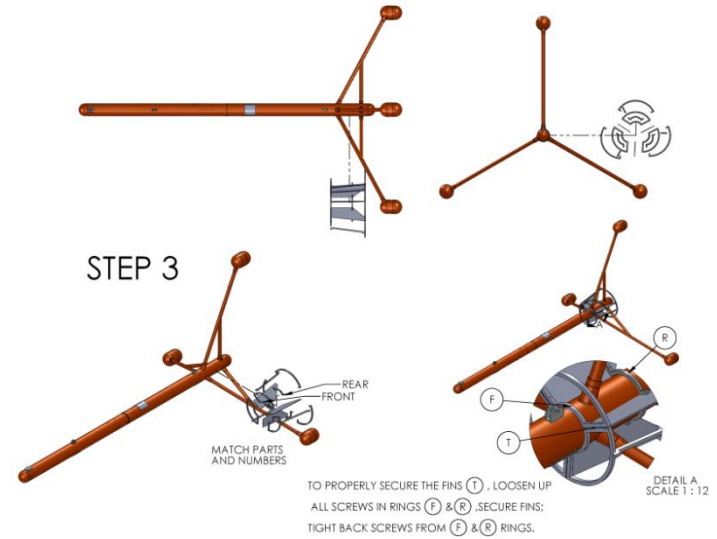 STEP 3
REAR
FRONT
MATCH PARTS
AND NUMBERS
A
R
F
T
DETAIL A
SCALE 1 : 12
TO PROPERLY SECURE THE FINS T , LOOSEN UP
ALL SCREWS IN RINGS F & R ,SECURE FINS;
TIGHT BACK SCREWS FROM F & R RINGS.